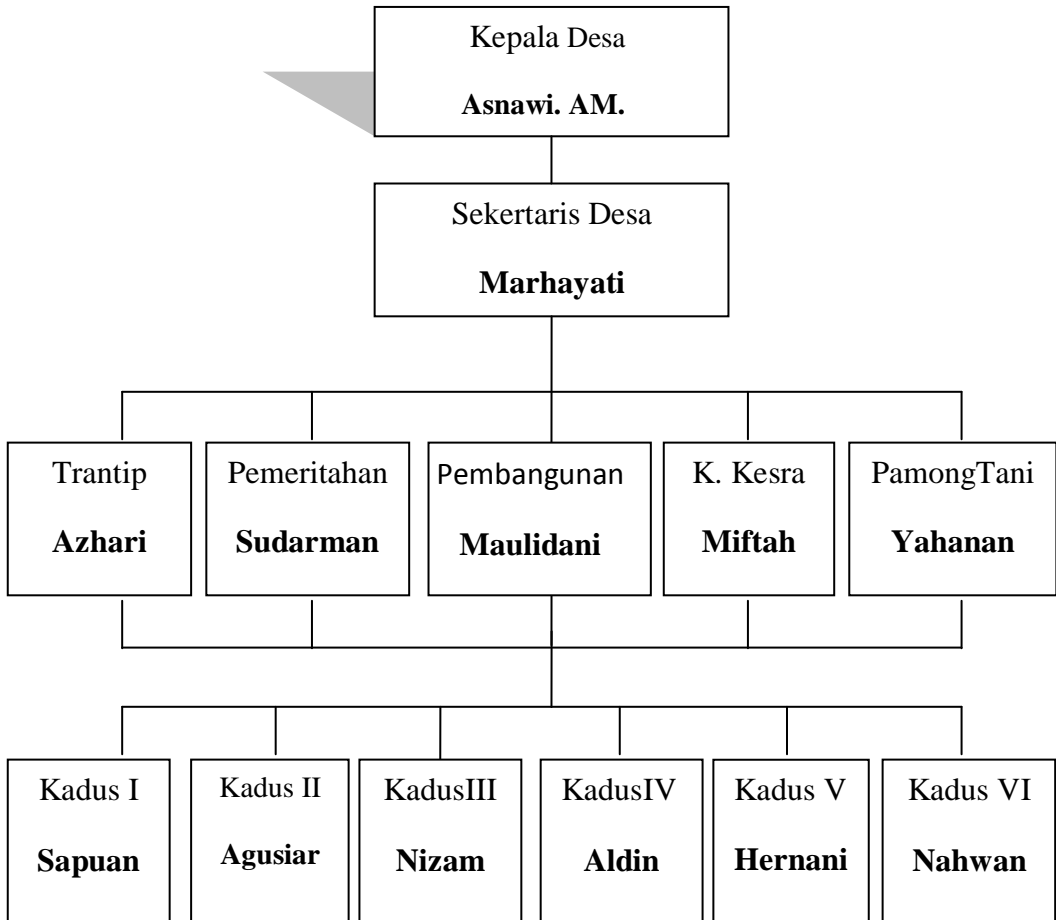 Kepala Desa
Asnawi. AM.
Sekertaris Desa
Marhayati
Trantip
Azhari
Pemeritahan
Sudarman
Pembangunan
Maulidani
K. Kesra
Miftah
PamongTani
Yahanan
Kadus I
Sapuan
Kadus II
Agusiar
KadusIII
Nizam
KadusIV
Aldin
Kadus V
Hernani
Kadus VI
Nahwan